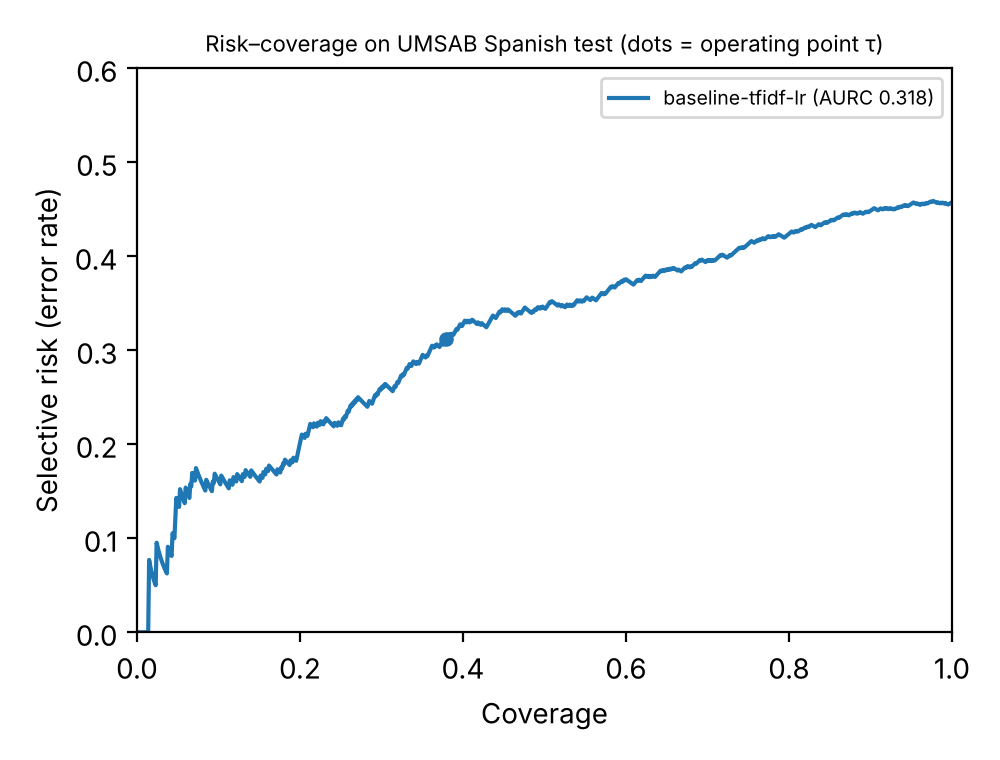 Risk–coverage on UMSAB Spanish test (dots = operating point τ)
baseline-tfidf-lr (AURC 0.318)
0.6
0.5
0.4
0.3
0.2
0.1
0.0
Selective risk (error rate)
0.0 0.2 0.4 0.6 0.8 1.0
Coverage